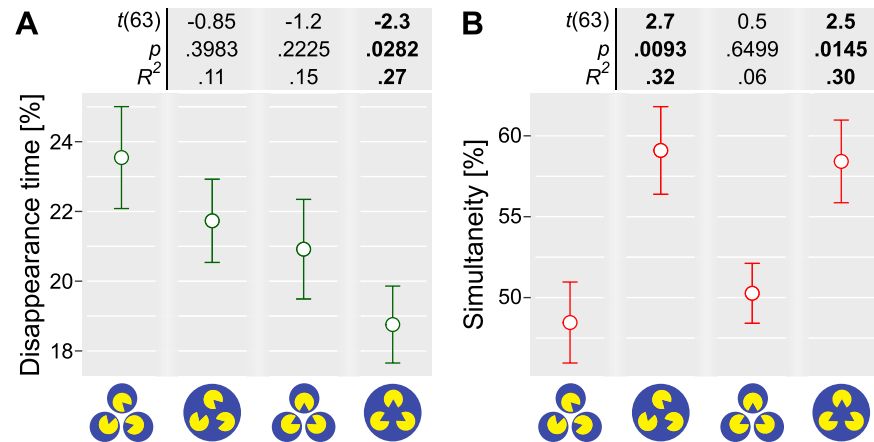 A
t(63) -0.85 -1.2 -2.3
p .3983 .2225 .0282
R² .11 .15 .27
Disappearance time [%]
24
22
20
18
B
t(63) 2.7 0.5 2.5
p .0093 .6499 .0145
R² .32 .06 .30
Simultaneity [%]
60
55
50